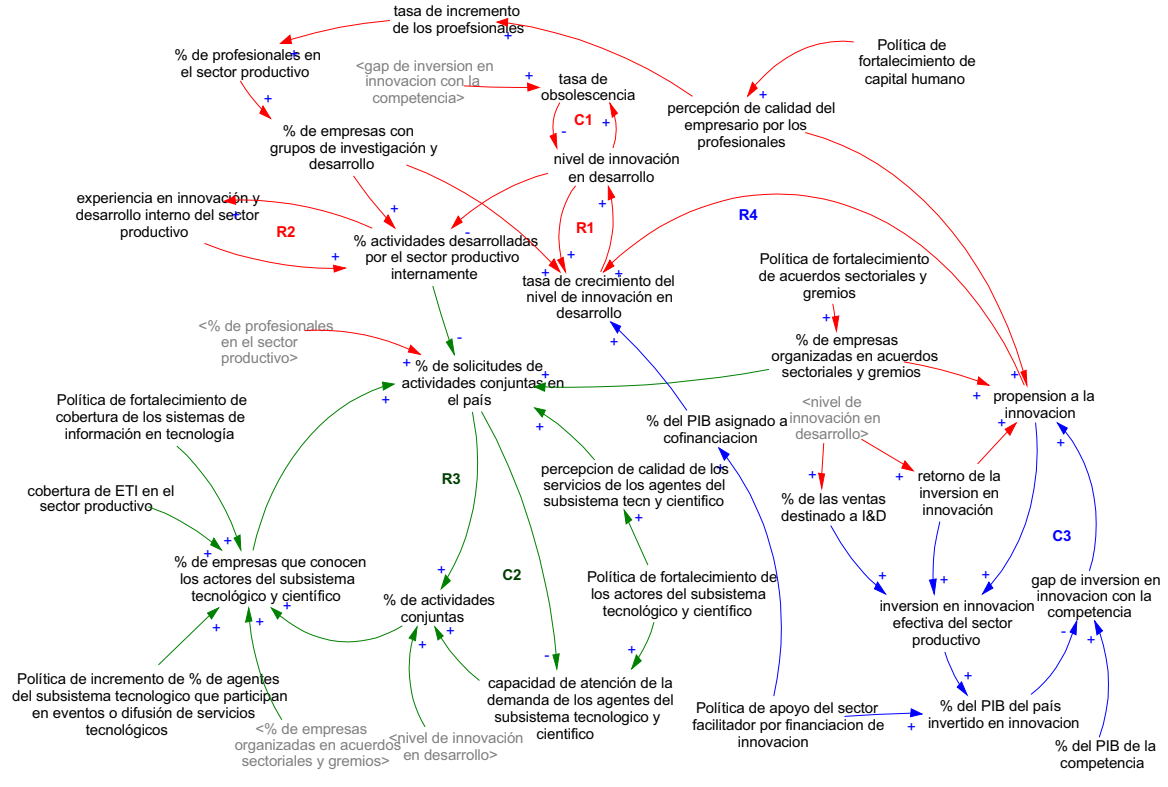 tasa de incremento
de los proefsionales
% de profesionales en
el sector productivo
<gap de inversion en
innovacion con la
competencia>
tasa de
obsolescencia
Política de
fortalecimiento de
capital humano
percepción de calidad del
empresario por los
profesionales
% de empresas con
grupos de investigación y
desarrollo
C1
nivel de innovación
en desarrollo
experiencia en innovación y
desarrollo interno del sector
productivo
R2
% actividades desarrolladas
por el sector productivo
internamente
R1
R4
tasa de crecimiento del
nivel de innovación en
desarrollo
Política de fortalecimiento
de acuerdos sectoriales y
gremios
<% de profesionales
en el sector
productivo>
% de solicitudes de
actividades conjuntas en
el país
% de empresas
organizadas en acuerdos
sectoriales y gremios
Política de fortalecimiento de
cobertura de los sistemas de
información en tecnología
% del PIB asignado a
cofinanciacion
<nivel de
innovación en
desarrollo>
propension a la
innovacion
cobertura de ETI en el
sector productivo
R3
percepcion de calidad de los
servicios de los agentes del
subsistema tecn y cientifico
% de las ventas
destinado a I&D
retorno de la
inversion en
innovación
C3
% de empresas que conocen
los actores del subsistema
tecnológico y científico
C2
% de actividades
conjuntas
Política de fortalecimiento de
los actores del subsistema
tecnológico y científico
inversion en innovacion
efectiva del sector
productivo
gap de inversion en
innovacion con la
competencia
Política de incremento de % de agentes
del subsistema tecnologico que participan
en eventos o difusión de servicios
tecnológicos
<% de empresas
organizadas en acuerdos
sectoriales y gremios>
<nivel de innovación
en desarrollo>
capacidad de atención de la
demanda de los agentes del
subsistema tecnologico y
cientifico
Política de apoyo del sector
facilitador por financiacion de
innovacion
% del PIB del país
invertido en innovacion
% del PIB de la
competencia